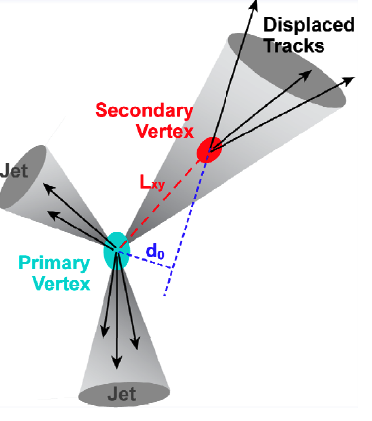 Displaced
Tracks
Secondary
Vertex
Jet
Lxy
d0
Primary
Vertex
Jet